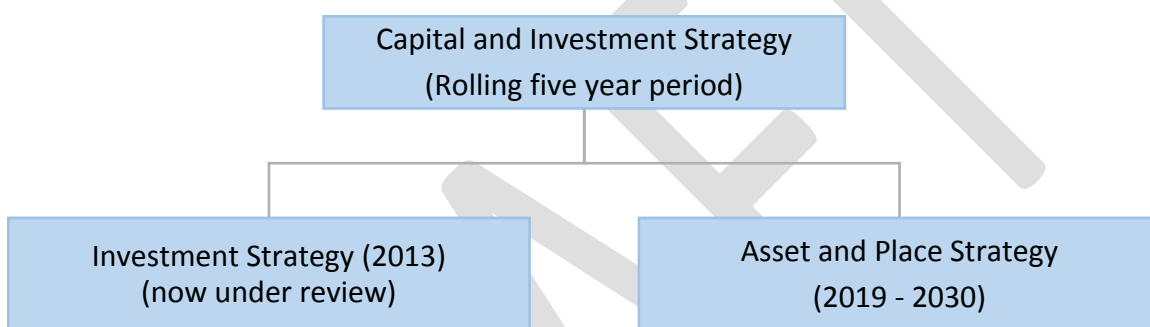 Capital and Investment Strategy
(Rolling five year period)
Investment Strategy (2013)
(now under review)
Asset and Place Strategy
(2019 - 2030)